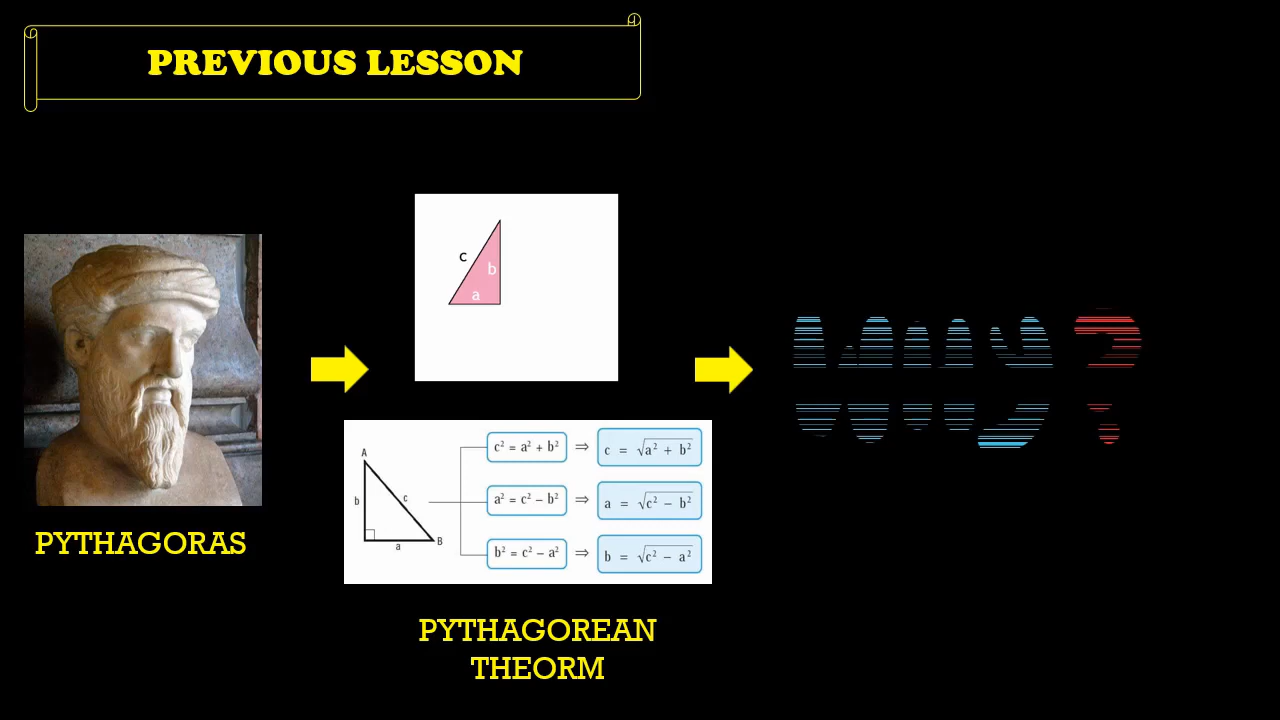 PREVIOUS LESSON
c
b
a
Why?
A
b
c
a
B
c² = a² + b² ⇒ c = √a² + b²
a² = c² − b² ⇒ a = √c² − b²
b² = c² − a² ⇒ b = √c² − a²
PYTHAGORAS
PYTHAGOREAN
THEORM